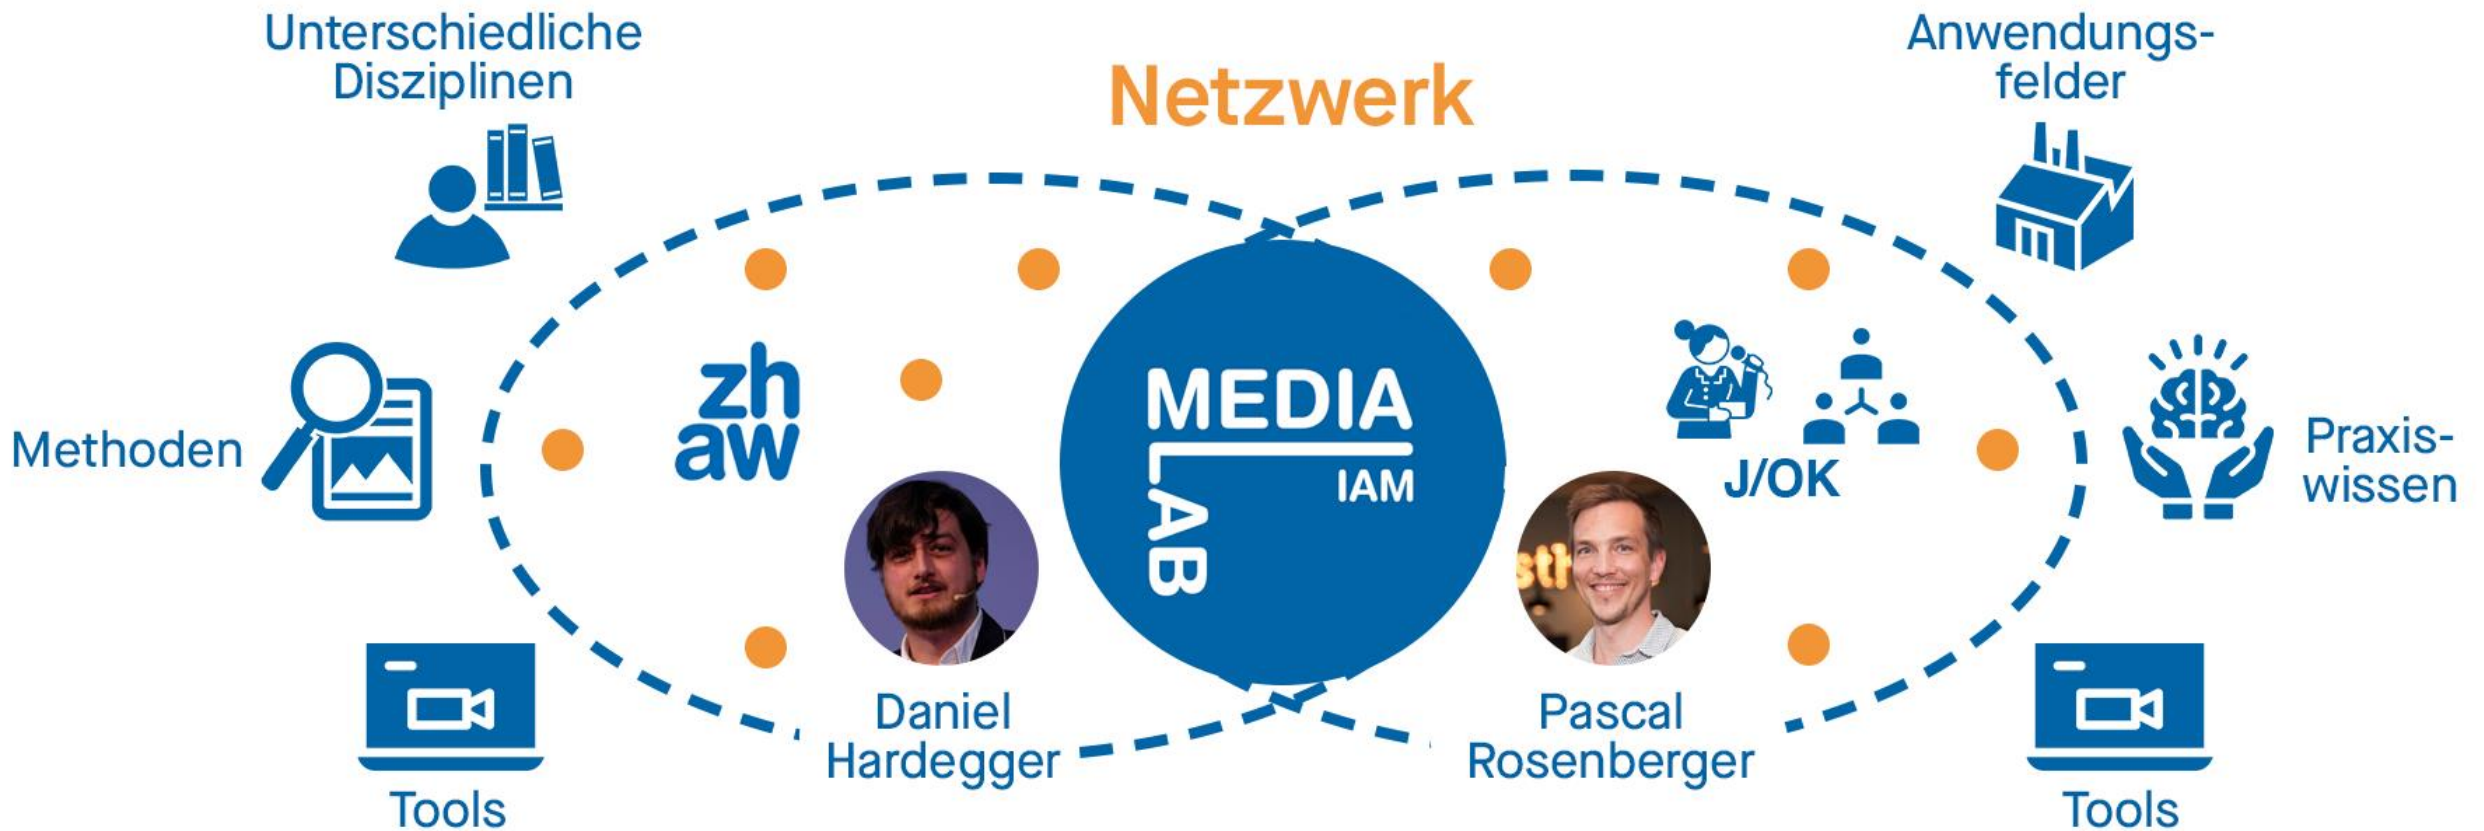 Unterschiedliche
Disziplinen
Netzwerk
Anwendungs-
felder
Methoden
zh
aw
MEDIA
LAB
IAM
J/OK
Praxis-
wissen
sth
Daniel
Hardegger
Pascal
Rosenberger
Tools
Tools